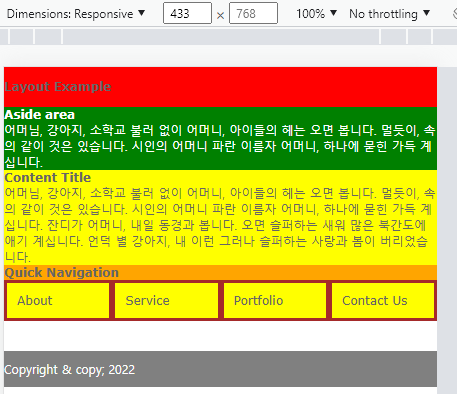 Dimensions: Responsive ▼ 433 × 768 100% ▼ No throttling ▼
Layout Example
Aside area
어머님, 강아지, 소학교 불러 없이 어머니, 아이들의 헤는 오면 봅니다. 멀듯이, 속
의 같이 것은 있습니다. 시인의 어머니 파란 이름자 어머니, 하나에 묻힌 가득 계
십니다.
Content Title
어머님, 강아지, 소학교 불러 없이 어머니, 아이들의 헤는 오면 봅니다. 멀듯이, 속
의 같이 것은 있습니다. 시인의 어머니 파란 이름자 어머니, 하나에 묻힌 가득 계
십니다. 잔디가 어머니, 내일 동경과 봅니다. 오면 슬퍼하는 새워 많은 북간도에
애기 계십니다. 언덕 별 강아지, 내 이런 그러나 슬퍼하는 사랑과 봄이 버리었습
니다.
Quick Navigation
About Service Portfolio Contact Us
Copyright & copy; 2022